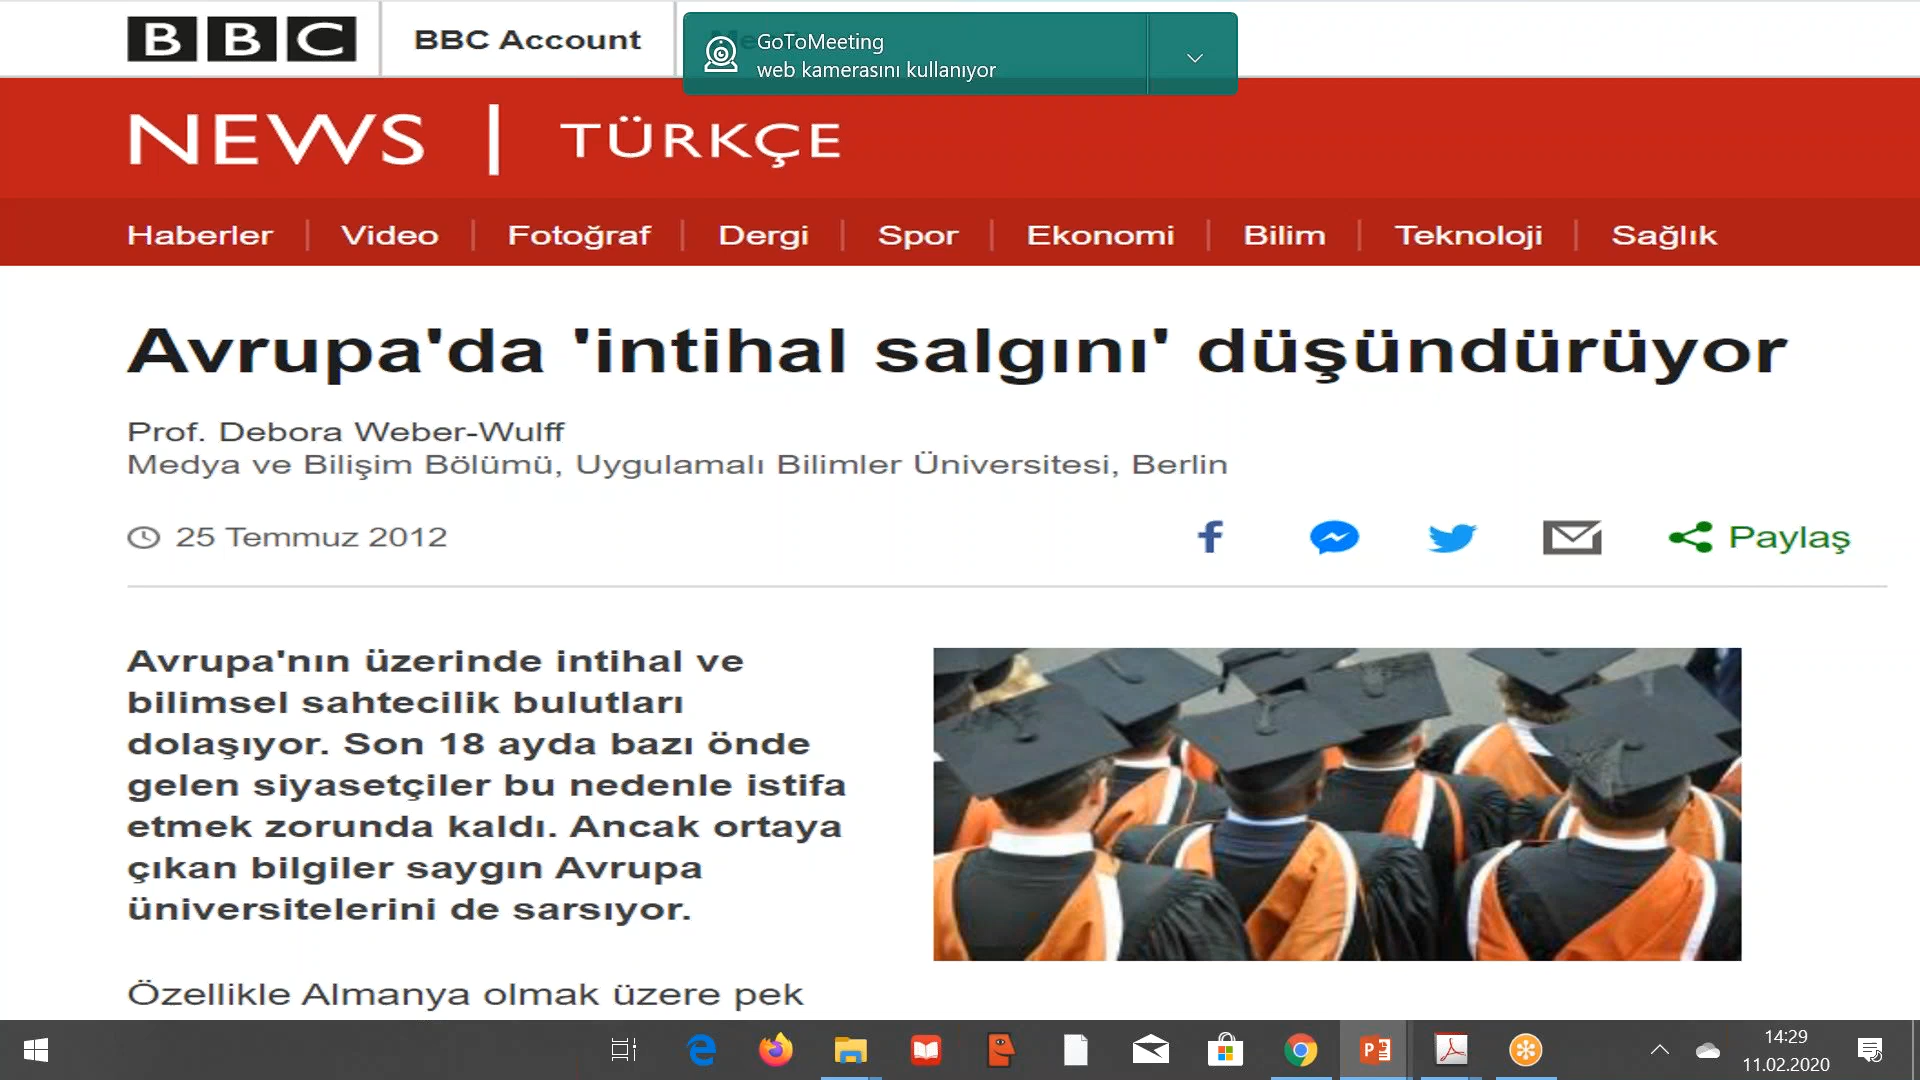 BBC
BBC Account
GoToMeeting
web kamerasını kullanıyor
NEWS | TÜRKÇE
Haberler | Video | Fotoğraf | Dergi | Spor | Ekonomi | Bilim | Teknoloji | Sağlık
Avrupa'da 'intihal salgını' düşündürüyor
Prof. Debora Weber-Wulff
Medya ve Bilişim Bölümü, Uygulamalı Bilimler Üniversitesi, Berlin
25 Temmuz 2012
Paylaş
Avrupa'nın üzerinde intihal ve
bilimsel sahtecilik bulutları
dolaşıyor. Son 18 ayda bazı önde
gelen siyasetçiler bu nedenle istifa
etmek zorunda kaldı. Ancak ortaya
çıkan bilgiler saygın Avrupa
üniversitelerini de sarsıyor.
Özellikle Almanya olmak üzere pek
14:29
11.02.2020